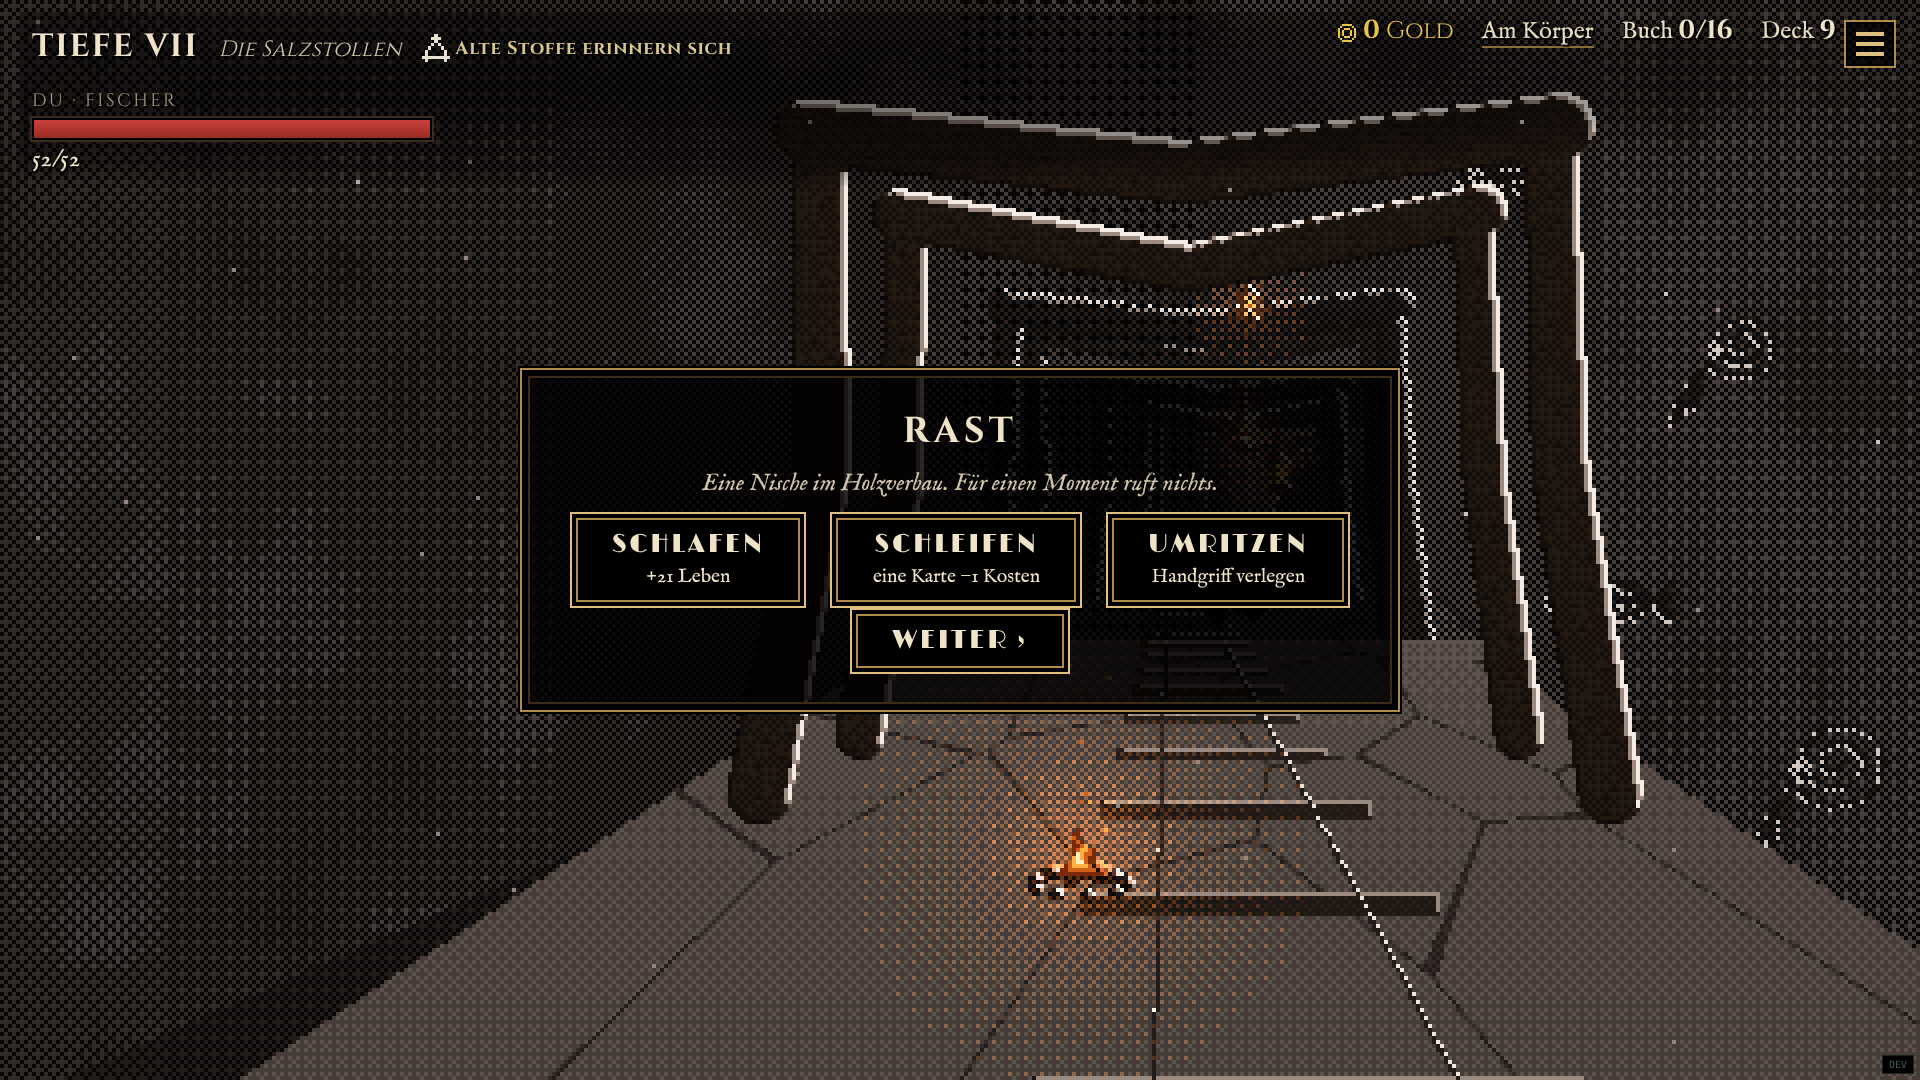 TIEFE VII Die Salzstollen Alte Stoffe erinnern sich
0 Gold Am Körper Buch 0/16 Deck 9
DU · FISCHER
52/52
RAST
Eine Nische im Holzverbau. Für einen Moment ruft nichts.
SCHLAFEN
+21 Leben
SCHLEIFEN
eine Karte −1 Kosten
UMRITZEN
Handgriff verlegen
WEITER ›
DEV